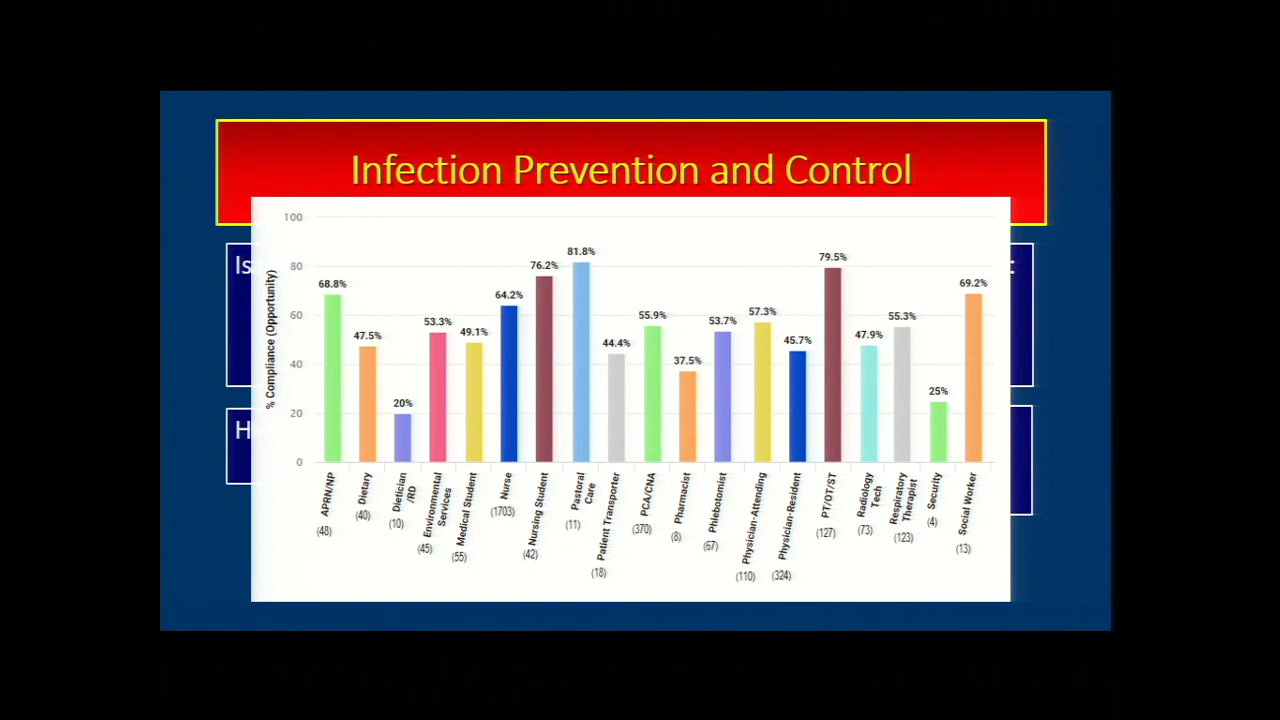 Infection Prevention and Control
Is
:
H
% Compliance (Opportunity)
100
80
60
40
20
0
68.8%
47.5%
20%
53.3%
49.1%
64.2%
76.2%
81.8%
44.4%
55.9%
37.5%
53.7%
57.3%
45.7%
79.5%
47.9%
55.3%
25%
69.2%
APRN/NP
(48)
Dietary
(40)
Dietician
/RD
(10)
Environmental
Services
(45)
Medical Student
(55)
Nurse
(1703)
Nursing Student
(42)
Pastoral
Care
(11)
Patient Transporter
(18)
PCA/CNA
(370)
Pharmacist
(8)
Phlebotomist
(67)
Physician-Attending
(110)
Physician-Resident
(324)
PT/OT/ST
(127)
Radiology
Tech
(73)
Respiratory
Therapist
(123)
Security
(4)
Social Worker
(13)